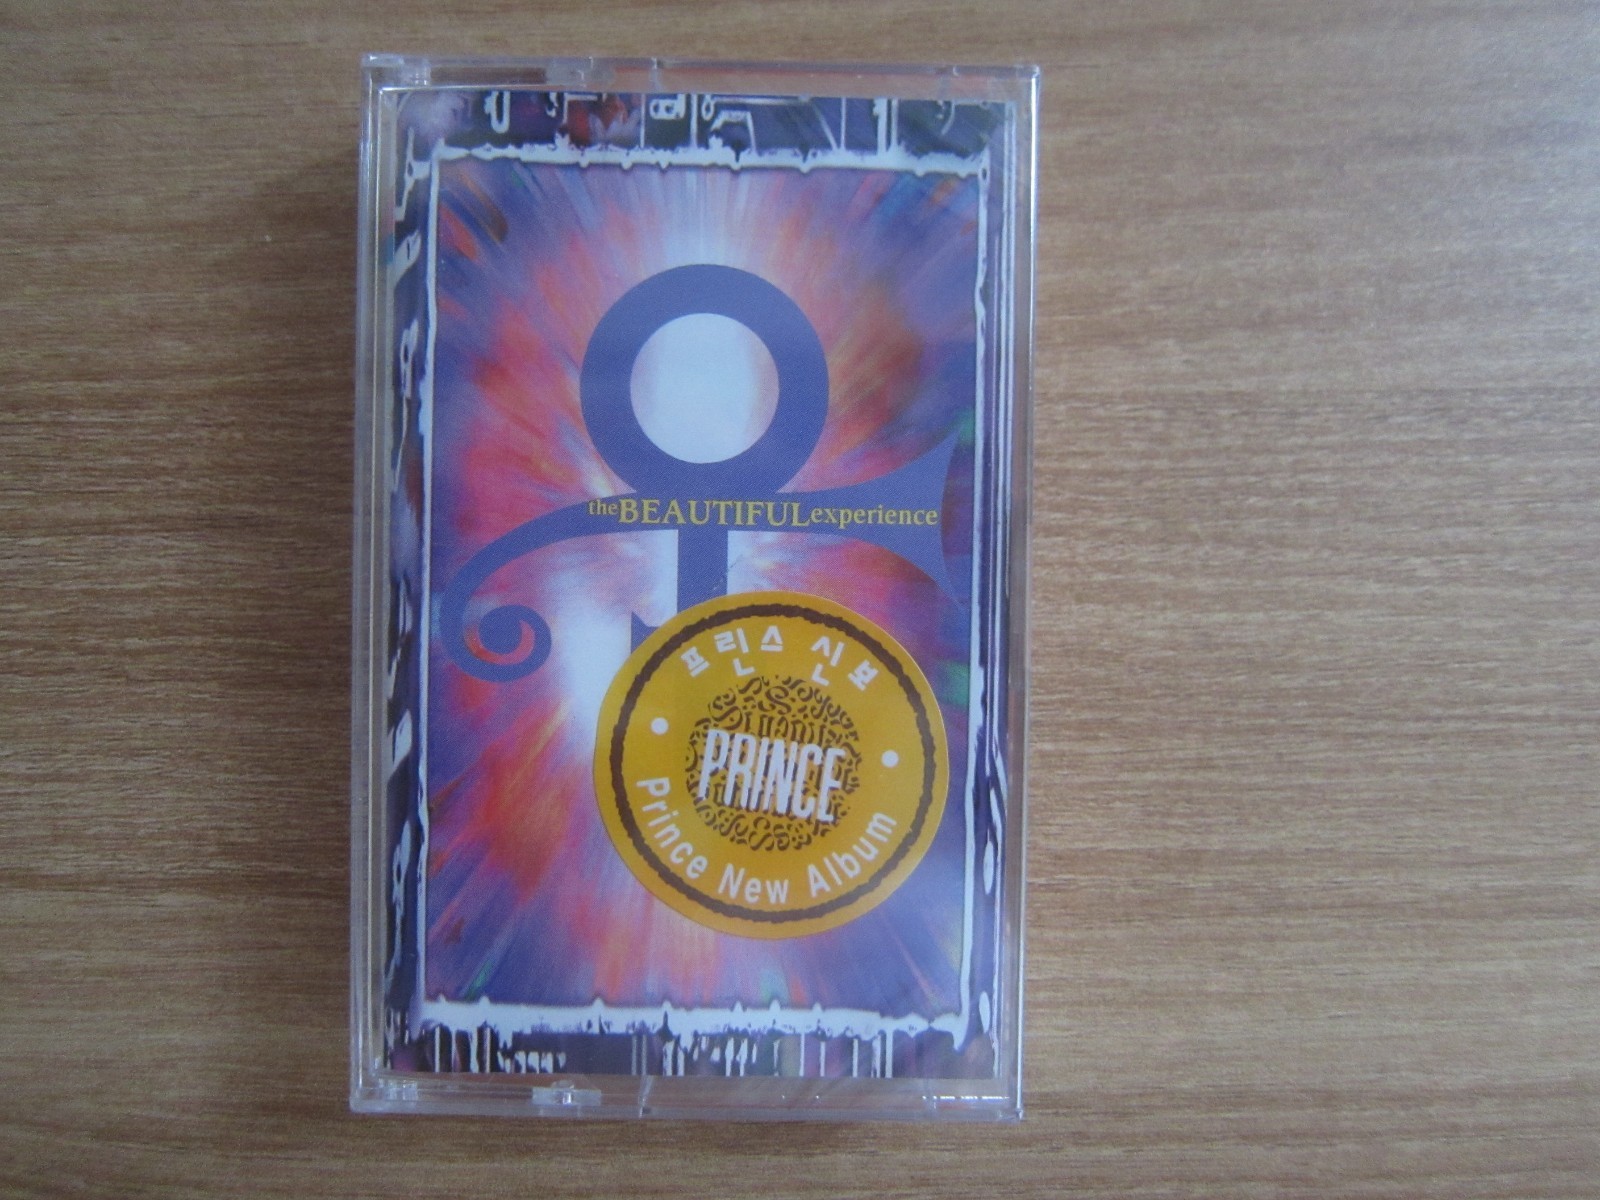 theBEAUTIFULexperience
프린스 신보
PRINCE
Prince New Album